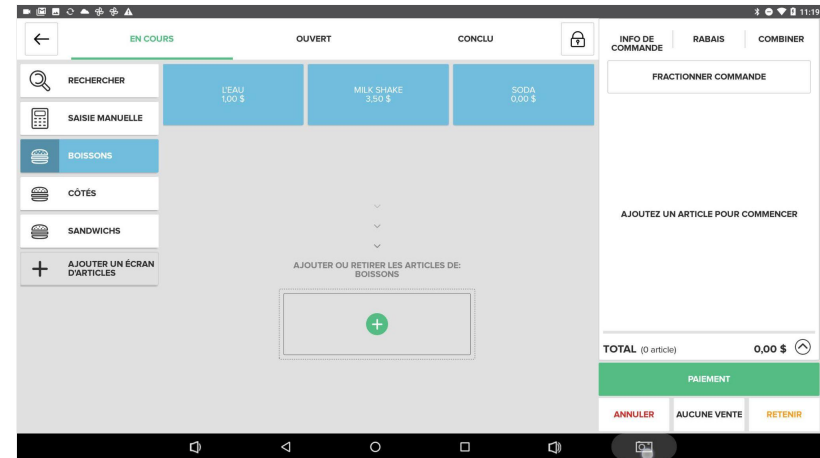 11:19
EN COURS
OUVERT
CONCLU
INFO DE
COMMANDE
RABAIS
COMBINER
RECHERCHER
SAISIE MANUELLE
BOISSONS
CÔTÉS
SANDWICHS
AJOUTER UN ÉCRAN
D'ARTICLES
L'EAU
1,00 $
MILK SHAKE
3,50 $
SODA
0,00 $
AJOUTER OU RETIRER LES ARTICLES DE:
BOISSONS
FRACTIONNER COMMANDE
AJOUTEZ UN ARTICLE POUR COMMENCER
TOTAL (0 article) 0,00 $
PAIEMENT
ANNULER
AUCUNE VENTE
RETENIR